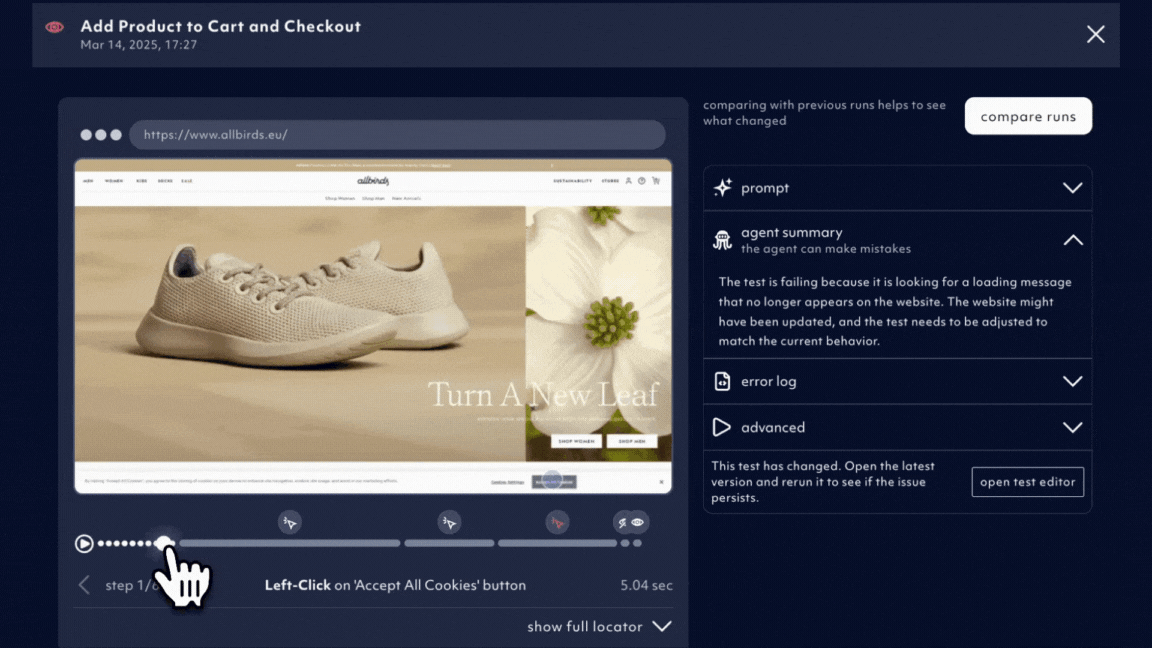 Add Product to Cart and Checkout
Mar 14, 2025, 17:27
https://www.allbirds.eu/
MEN WOMEN KIDS SOCKS SALE
allbirds
SUSTAINABILITY STORES
Shop Women Shop Men New Arrivals
Turn A New Leaf
SHOP WOMEN SHOP MEN
Cookies Settings
step 1/
Left-Click on 'Accept All Cookies' button
5.04 sec
show full locator
comparing with previous runs helps to see
what changed
compare runs
prompt
agent summary
the agent can make mistakes
The test is failing because it is looking for a loading message
that no longer appears on the website. The website might
have been updated, and the test needs to be adjusted to
match the current behavior.
error log
advanced
This test has changed. Open the latest
version and rerun it to see if the issue
persists.
open test editor